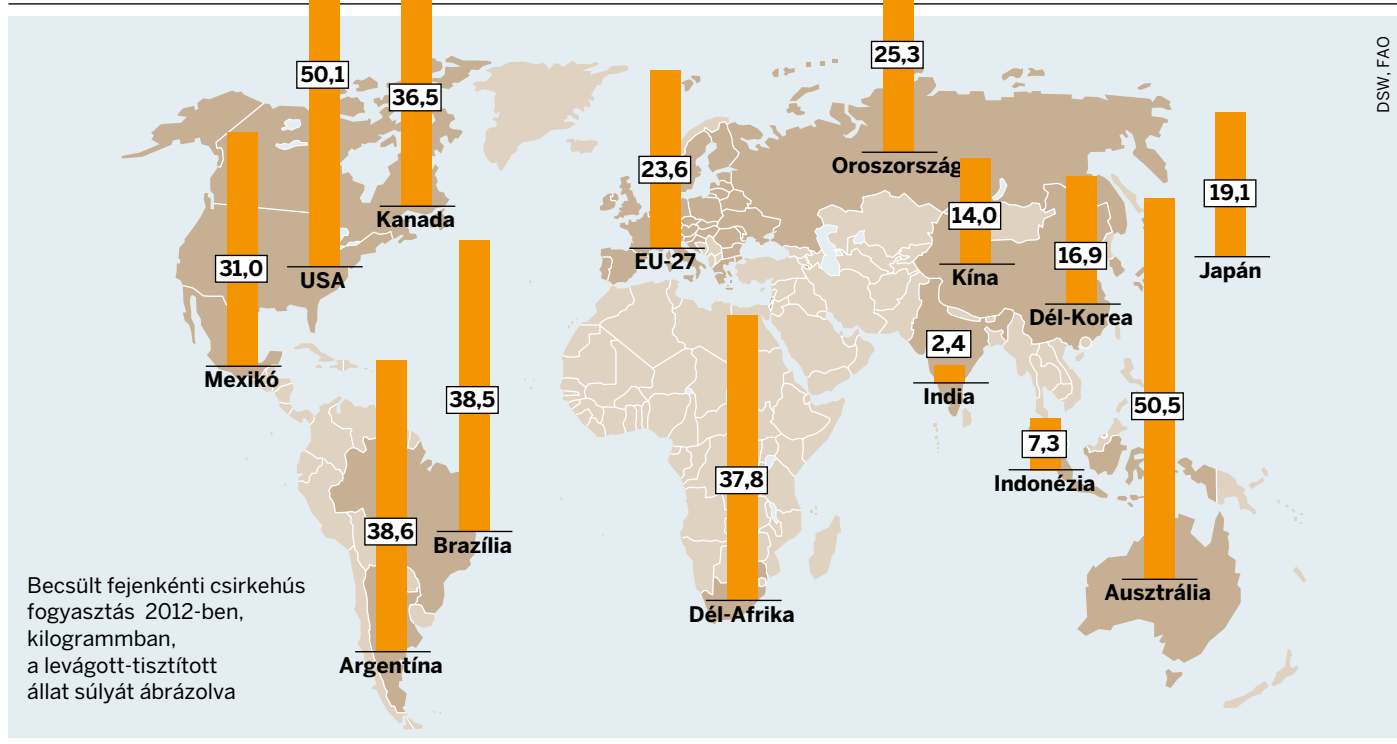 DSW, FAO
50,1
USA
36,5
Kanada
31,0
Mexikó
38,5
Brazília
38,6
Argentína
23,6
EU-27
37,8
Dél-Afrika
25,3
Oroszország
14,0
Kína
16,9
Dél-Korea
19,1
Japán
2,4
India
7,3
Indonézia
50,5
Ausztrália
Becsült fejenkénti csirkehús
fogyasztás 2012-ben,
kilogrammban,
a levágott-tisztított
állat súlyát ábrázolva